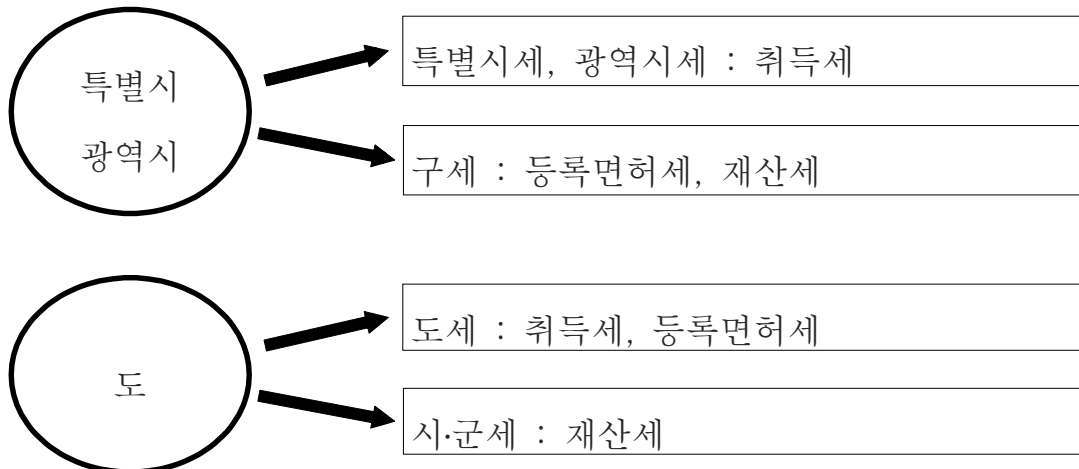 특별시
광역시
특별시세, 광역시세 : 취득세
구세 : 등록면허세, 재산세
도
도세 : 취득세, 등록면허세
시·군세 : 재산세